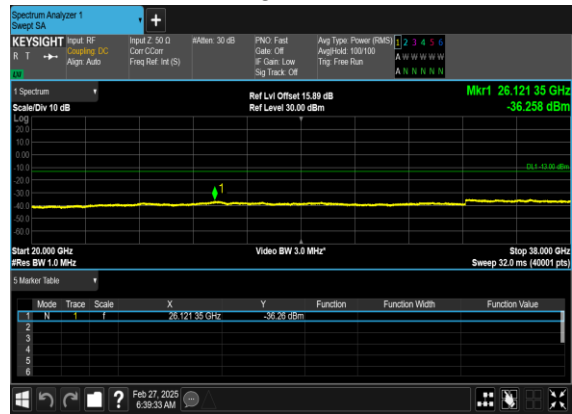 Spectrum Analyzer 1
Swept SA
+
KEYSIGHT Input: RF Input Z: 50 Ω #Atten: 30 dB PNO: Fast Avg Type: Power (RMS) 1 2 3 4 5 6
R T Coupling: DC Corr CCorr Gate: Off Avg|Hold: 100/100 A W W W W W
Align: Auto Freq Ref: Int (S) IF Gain: Low Trig: Free Run
LW Sig Track: Off A N N N N N
1 Spectrum Ref Lvl Offset 15.89 dB Mkr1 26.121 35 GHz
Scale/Div 10 dB Ref Level 30.00 dBm -36.258 dBm
Log
20.0
10.0
0.00
-10.0 DL1 -13.00 dBm
-20.0
-30.0 1
-40.0
-50.0
-60.0
Start 20.000 GHz Video BW 3.0 MHz* Stop 38.000 GHz
#Res BW 1.0 MHz Sweep 32.0 ms (40001 pts)
5 Marker Table
Mode Trace Scale X Y Function Function Width Function Value
1 N 1 f 26.121 35 GHz -36.26 dBm
2
3
4
5
6
? Feb 27, 2025
6:39:33 AM